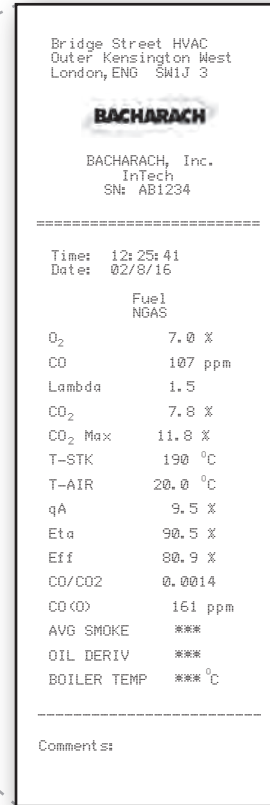 Bridge Street HVAC
Outer Kensington West
London,ENG SW1J 3
BACHARACH
BACHARACH, Inc.
InTech
SN: AB1234
==========================
Time: 12:25:41
Date: 02/8/16
Fuel
NGAS
O₂ 7.0 %
CO 107 ppm
Lambda 1.5
CO₂ 7.8 %
CO₂ Max 11.8 %
T-STK 190 ⁰C
T-AIR 20.0 ⁰C
qA 9.5 %
Eta 90.5 %
Eff 80.9 %
CO/CO2 0.0014
CO(O) 161 ppm
AVG SMOKE ***
OIL DERIV ***
BOILER TEMP *** ⁰C
--------------------------
Comments: